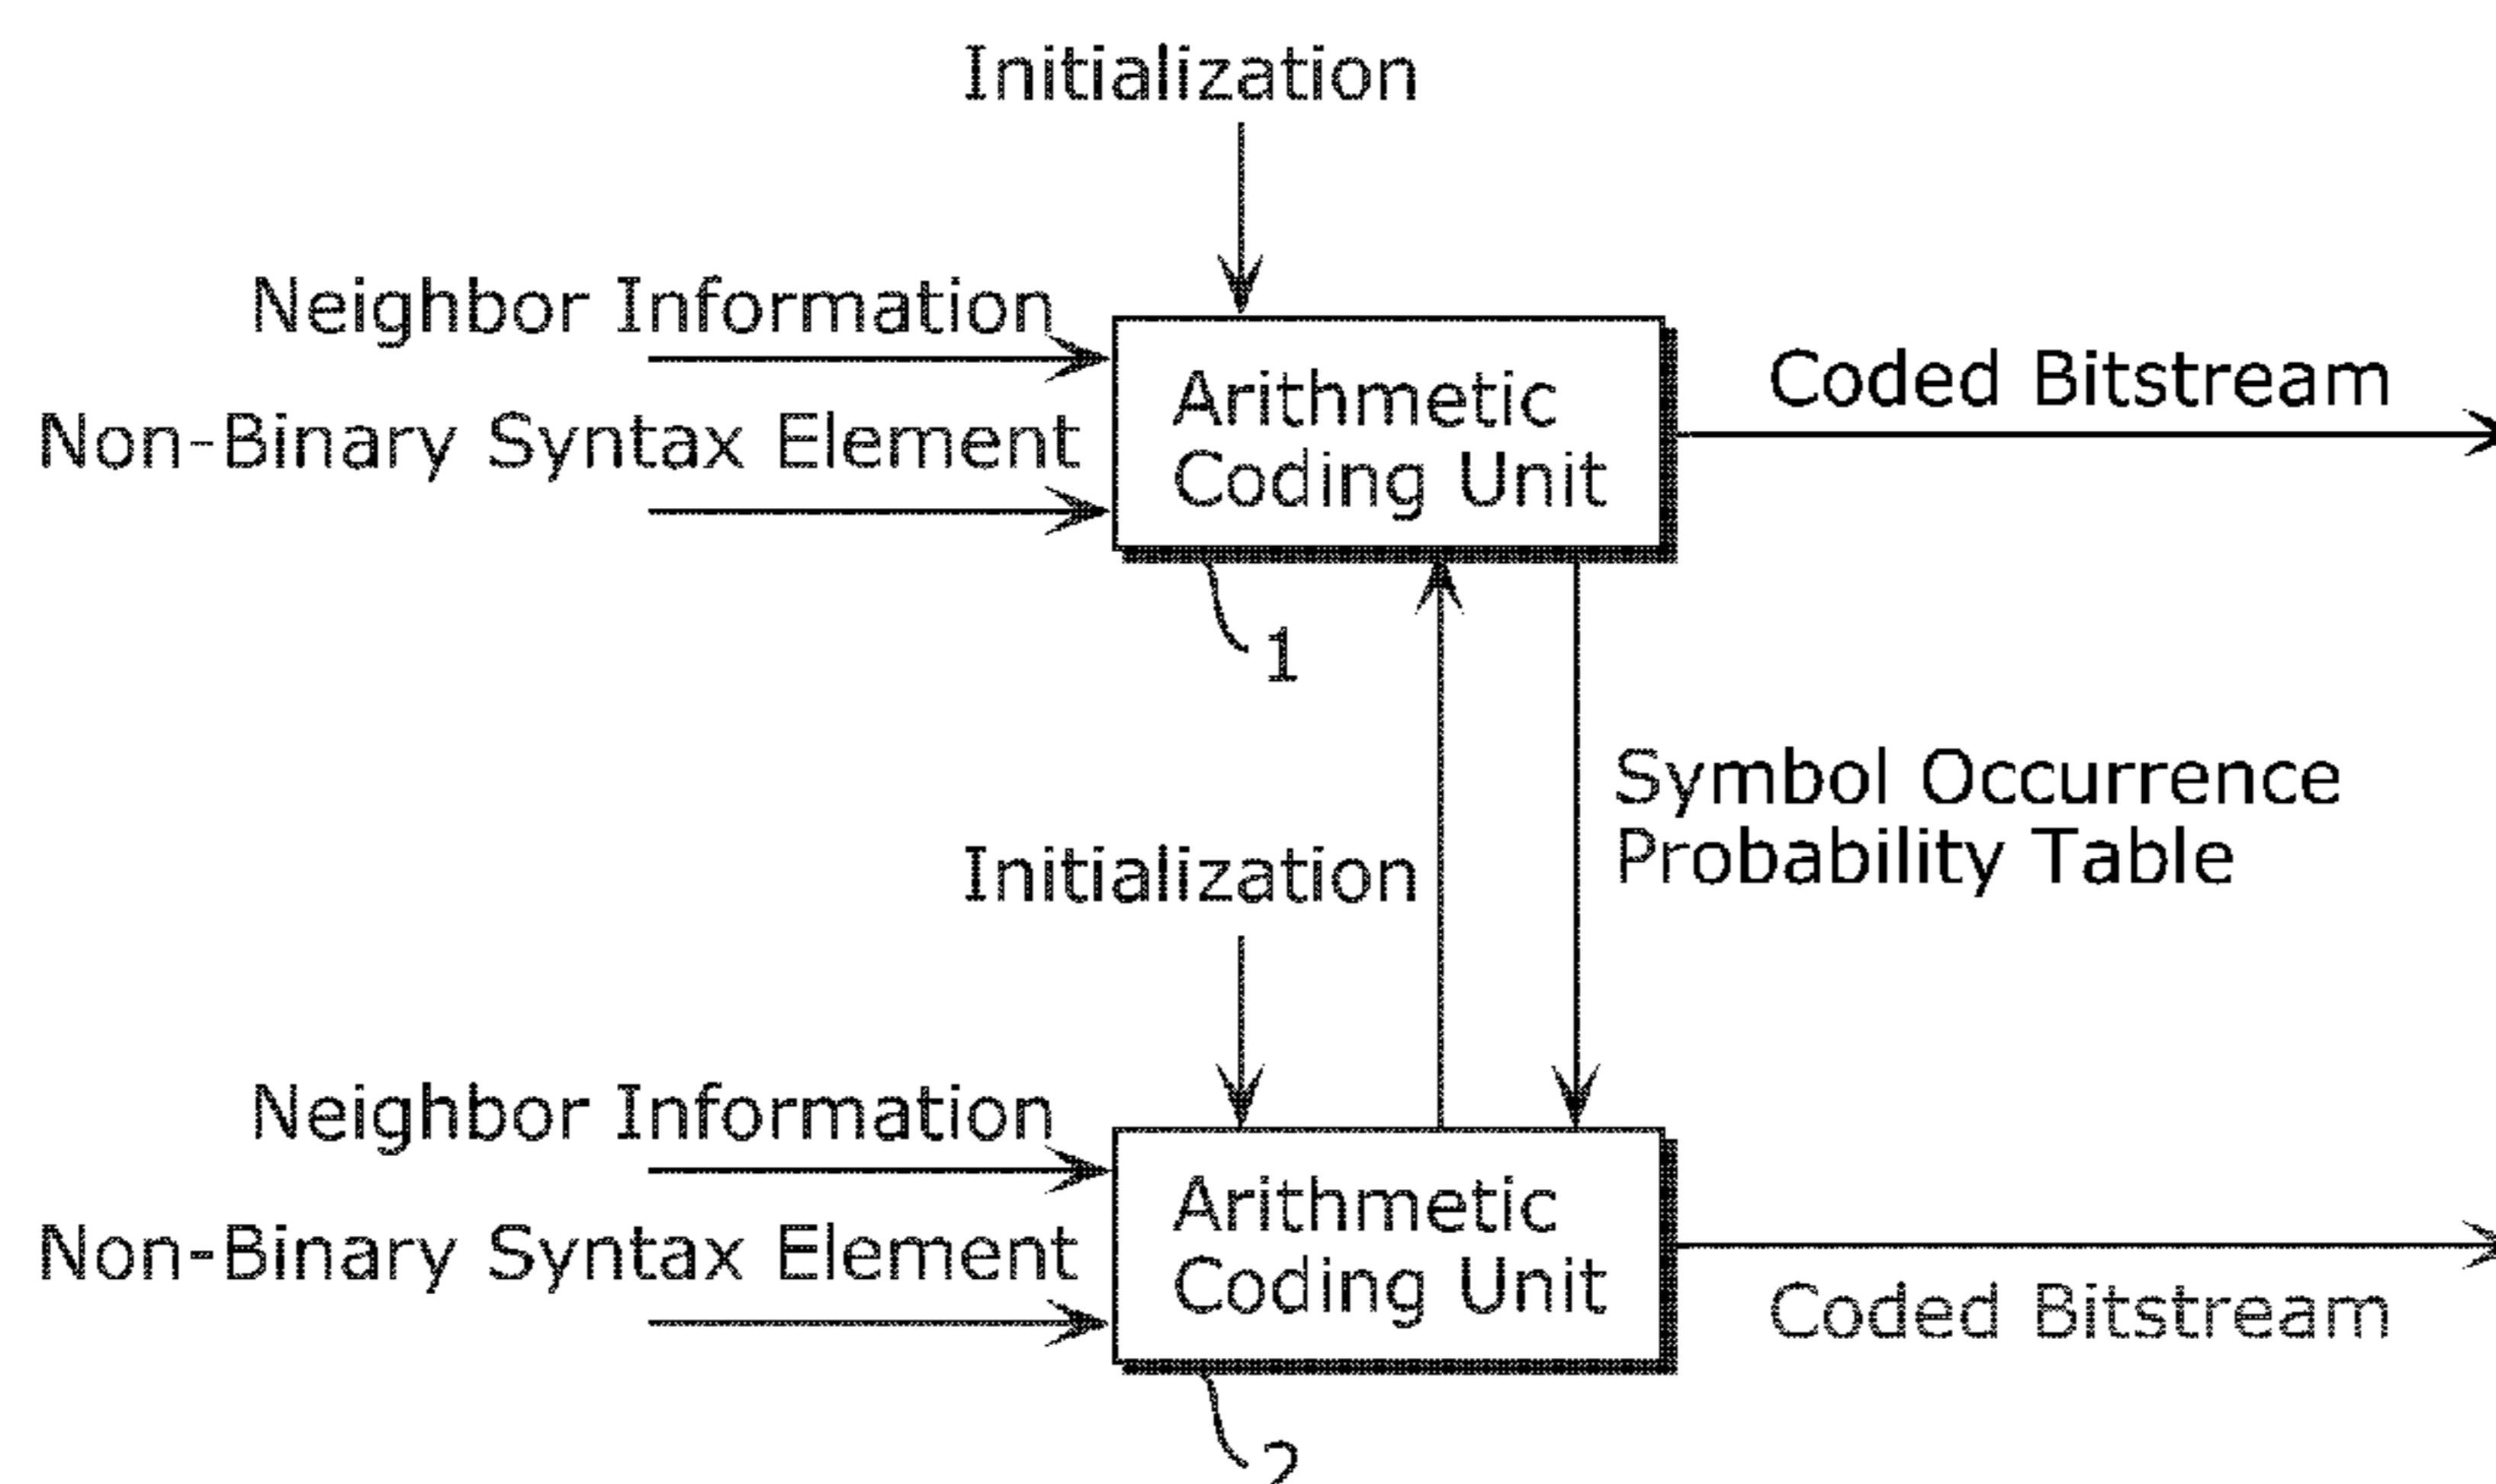 Initialization
Neighbor Information
Non-Binary Syntax Element
Arithmetic
Coding Unit
Coded Bitstream
1
Symbol Occurrence
Probability Table
Initialization
Neighbor Information
Non-Binary Syntax Element
Arithmetic
Coding Unit
Coded Bitstream
2